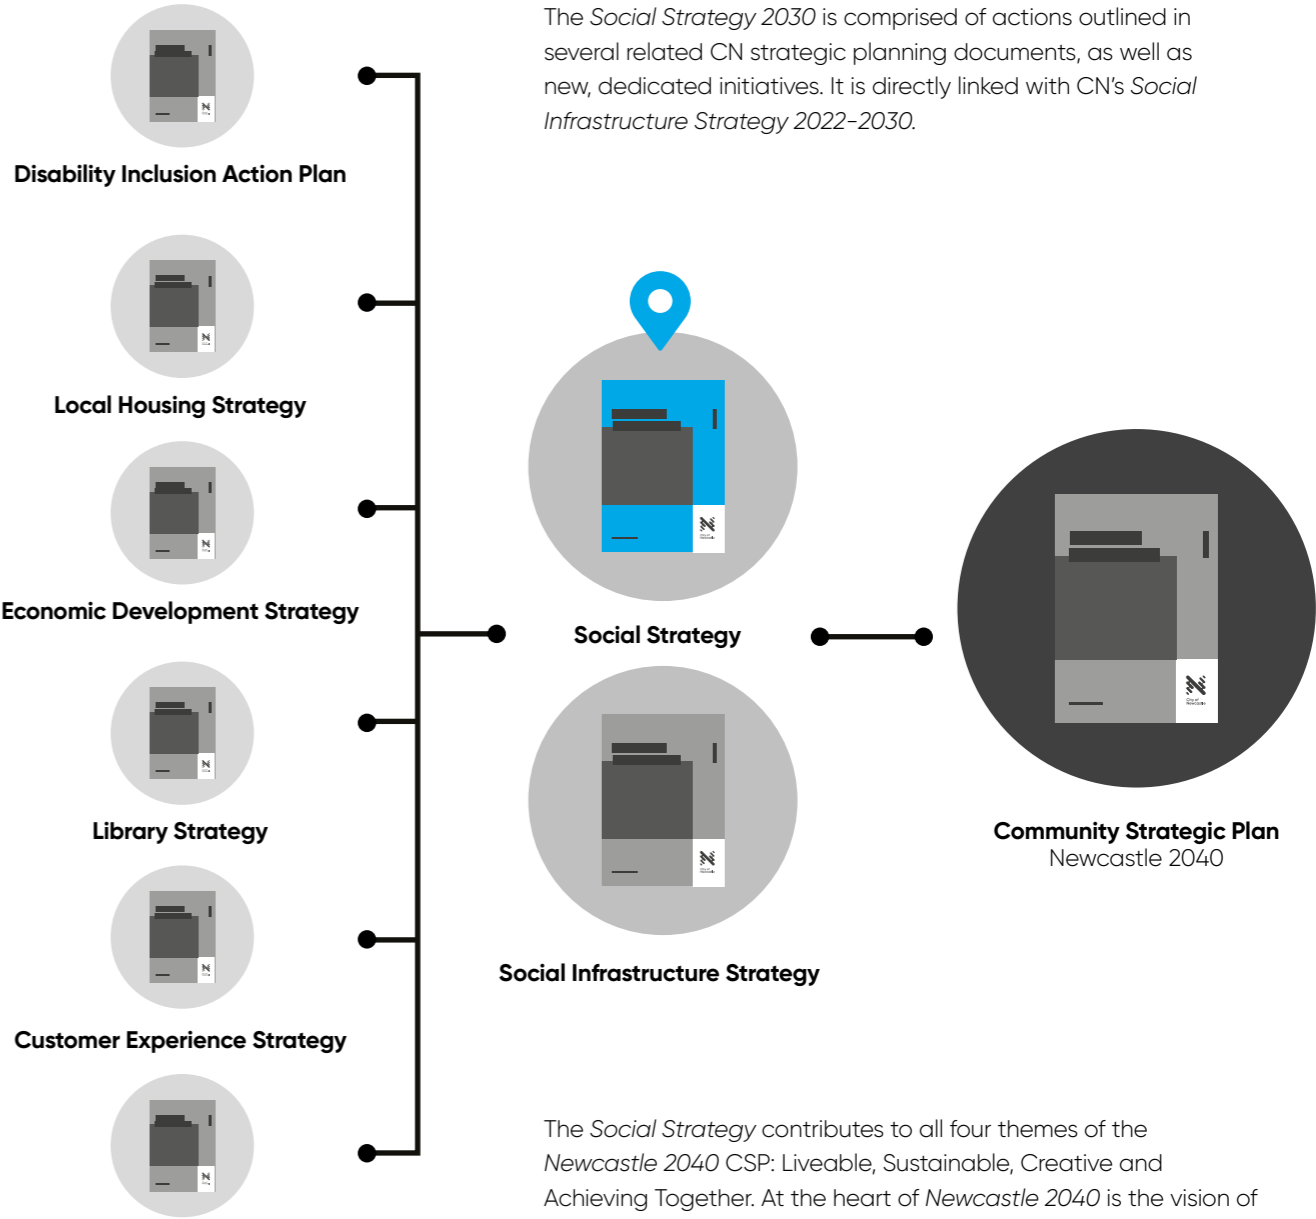 The Social Strategy 2030 is comprised of actions outlined in
several related CN strategic planning documents, as well as
new, dedicated initiatives. It is directly linked with CN's Social
Infrastructure Strategy 2022-2030.
Disability Inclusion Action Plan
Local Housing Strategy
Economic Development Strategy
Library Strategy
Customer Experience Strategy
Social Strategy
Social Infrastructure Strategy
City of
Newcastle
Community Strategic Plan
Newcastle 2040
The Social Strategy contributes to all four themes of the
Newcastle 2040 CSP: Liveable, Sustainable, Creative and
Achieving Together. At the heart of Newcastle 2040 is the vision of